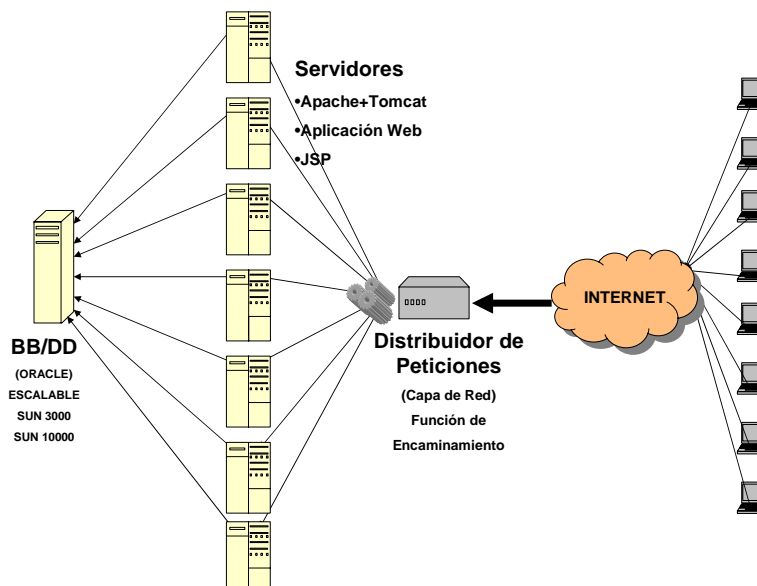 Servidores
•Apache+Tomcat
•Aplicación Web
•JSP
BB/DD
(ORACLE)
ESCALABLE
SUN 3000
SUN 10000
Distribuidor de
Peticiones
(Capa de Red)
Función de
Encaminamiento
INTERNET